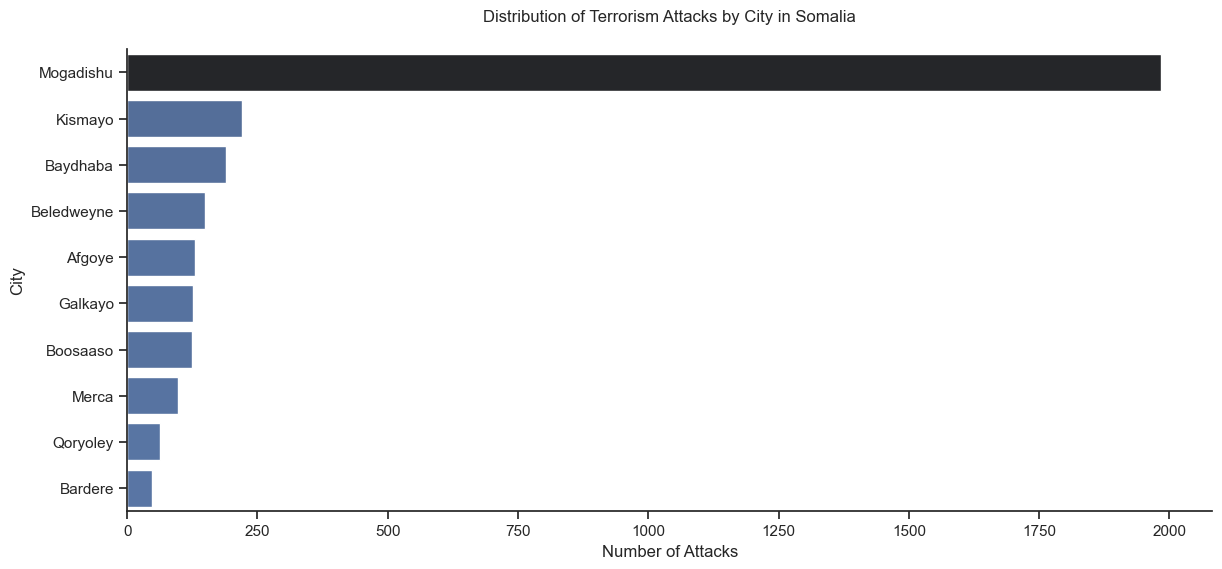 Distribution of Terrorism Attacks by City in Somalia
City
Mogadishu
Kismayo
Baydhaba
Beledweyne
Afgoye
Galkayo
Boosaaso
Merca
Qoryoley
Bardere
0 250 500 750 1000 1250 1500 1750 2000
Number of Attacks